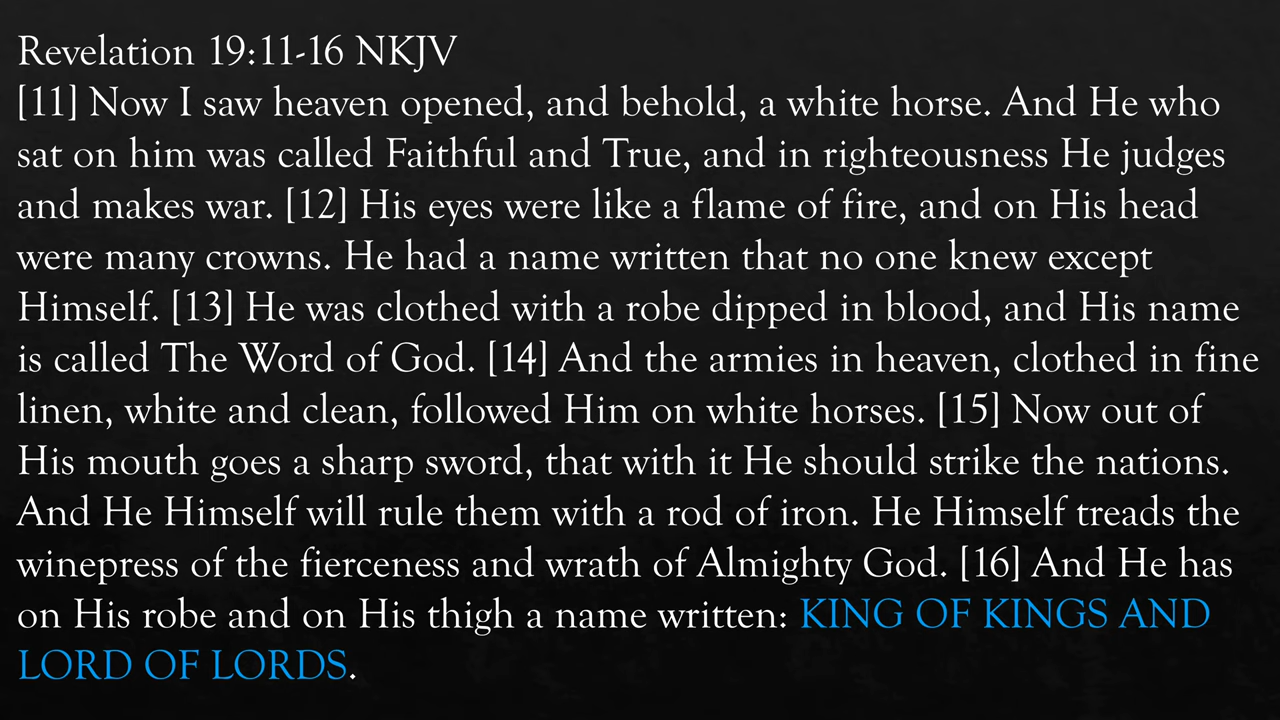 Revelation 19:11-16 NKJV
[11] Now I saw heaven opened, and behold, a white horse. And He who
sat on him was called Faithful and True, and in righteousness He judges
and makes war. [12] His eyes were like a flame of fire, and on His head
were many crowns. He had a name written that no one knew except
Himself. [13] He was clothed with a robe dipped in blood, and His name
is called The Word of God. [14] And the armies in heaven, clothed in fine
linen, white and clean, followed Him on white horses. [15] Now out of
His mouth goes a sharp sword, that with it He should strike the nations.
And He Himself will rule them with a rod of iron. He Himself treads the
winepress of the fierceness and wrath of Almighty God. [16] And He has
on His robe and on His thigh a name written: KING OF KINGS AND
LORD OF LORDS.